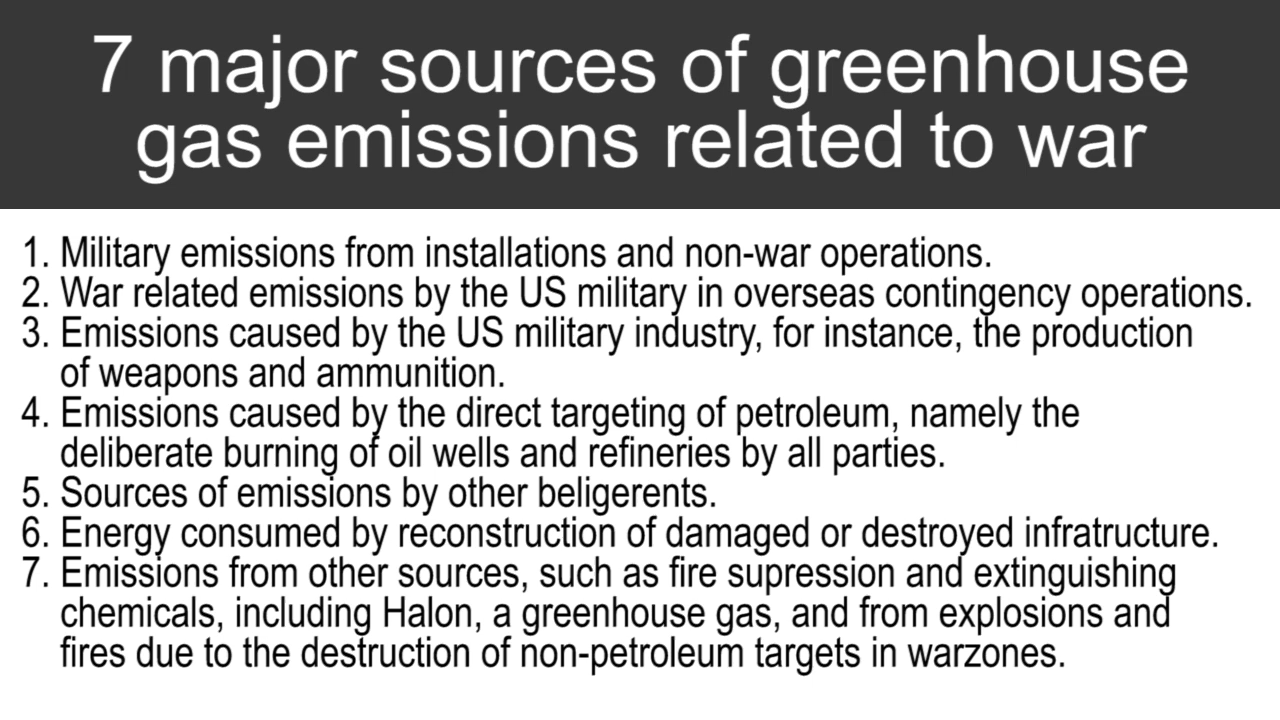 7 major sources of greenhouse
gas emissions related to war
1. Military emissions from installations and non-war operations.
2. War related emissions by the US military in overseas contingency operations.
3. Emissions caused by the US military industry, for instance, the production
of weapons and ammunition.
4. Emissions caused by the direct targeting of petroleum, namely the
deliberate burning of oil wells and refineries by all parties.
5. Sources of emissions by other beligerents.
6. Energy consumed by reconstruction of damaged or destroyed infratructure.
7. Emissions from other sources, such as fire supression and extinguishing
chemicals, including Halon, a greenhouse gas, and from explosions and
fires due to the destruction of non-petroleum targets in warzones.